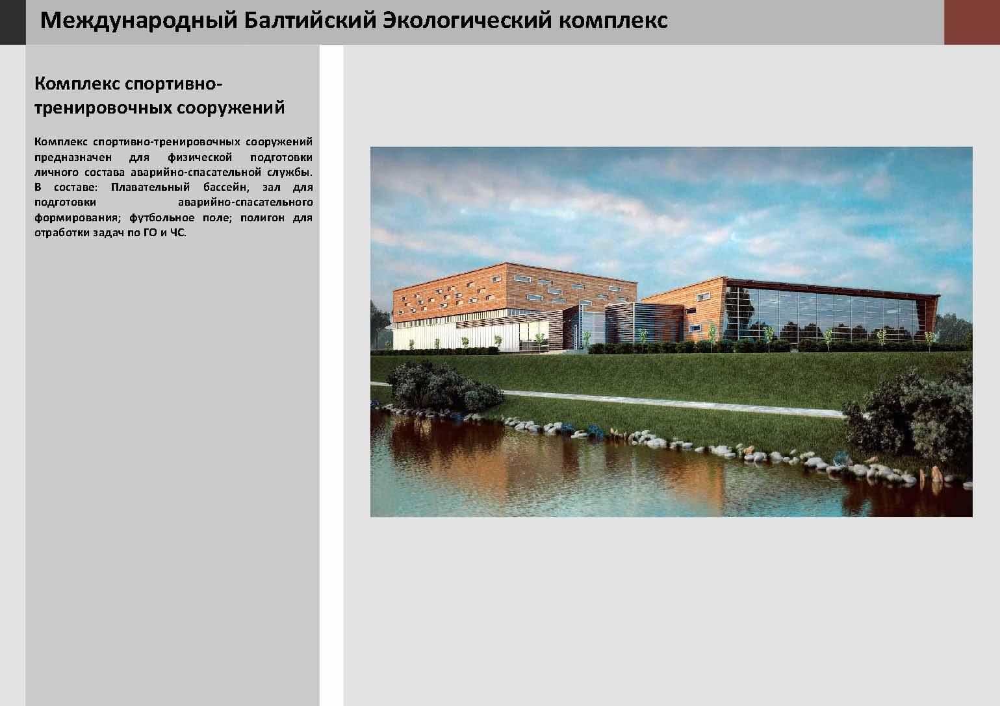 Международный Балтийский Экологический комплекс
Комплекс спортивно-
тренировочных сооружений
Комплекс спортивно-тренировочных сооружений
предназначен для физической подготовки
личного состава аварийно-спасательной службы.
В составе: Плавательный бассейн, зал для
подготовки аварийно-спасательного
формирования; футбольное поле; полигон для
отработки задач по ГО и ЧС.